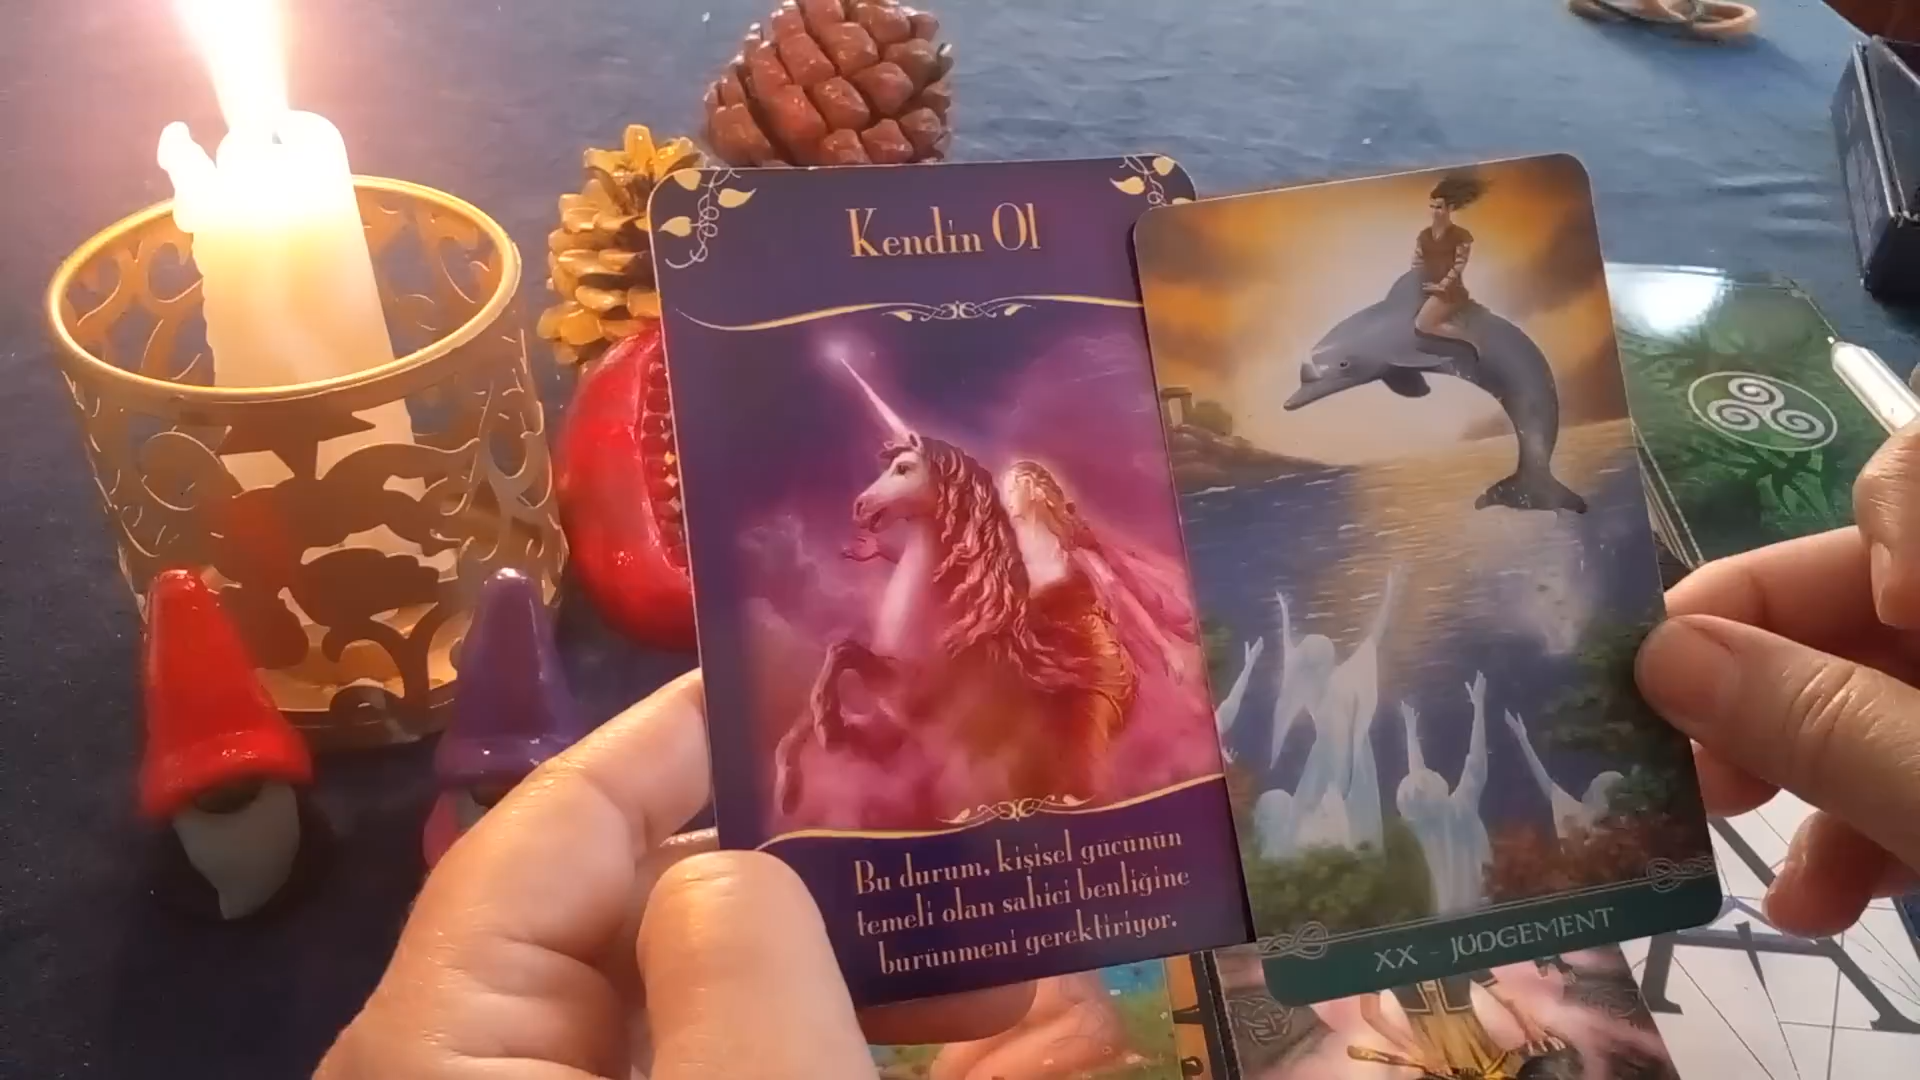 Kendin Ol
Bu durum, kişisel gücünün
temeli olan sahici benliğine
bürünmeni gerektiriyor.
XX - JUDGEMENT